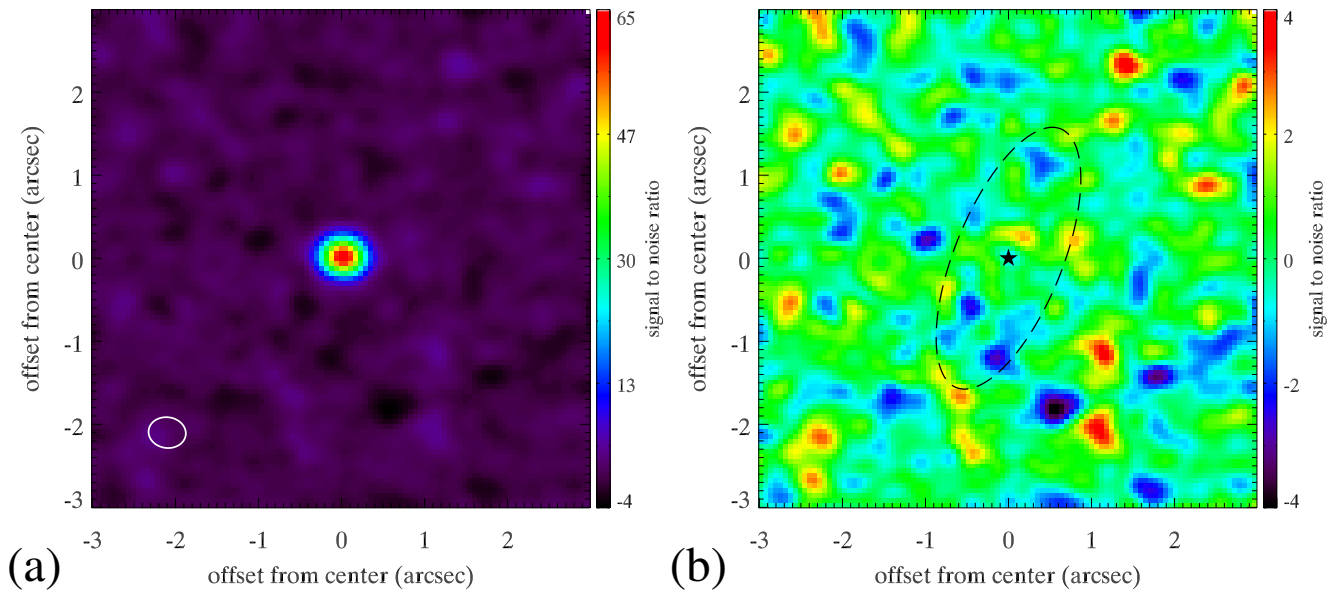 65
47
30
13
-4
2
1
0
-1
-2
-3
-3 -2 -1 0 1 2
offset from center (arcsec)
offset from center (arcsec)
signal to noise ratio
(a)
4
2
0
-2
-4
2
1
0
-1
-2
-3
-3 -2 -1 0 1 2
offset from center (arcsec)
offset from center (arcsec)
signal to noise ratio
(b)